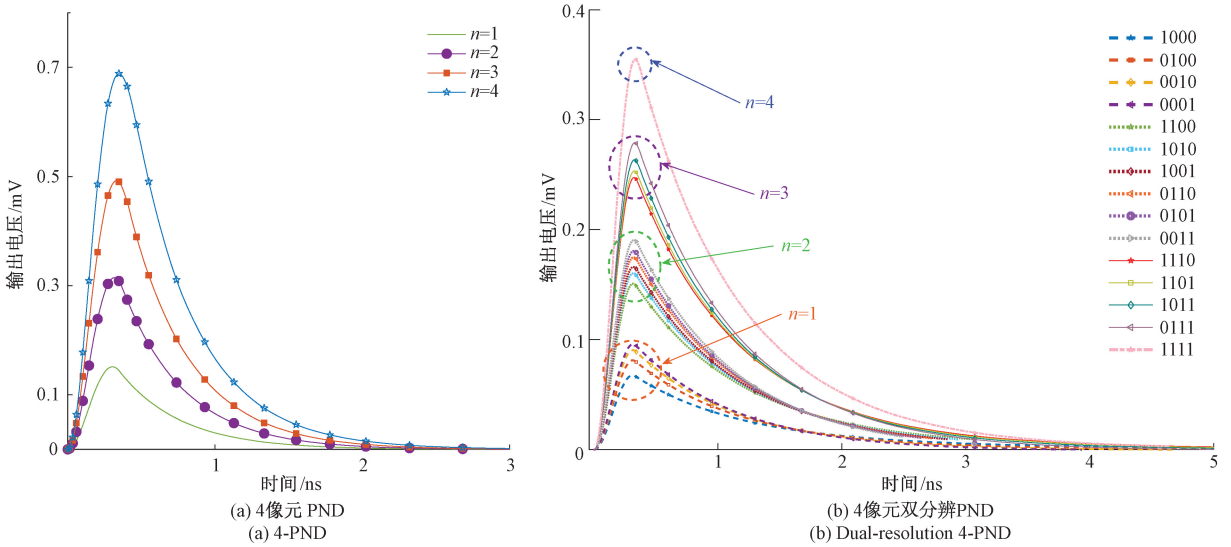 n=1
n=2
n=3
n=4
0.7
0.5
0.3
0.1
0
输出电压/mV
1
2
3
时间/ns
(a) 4像元 PND
(a) 4-PND
0.4
0.3
0.2
0.1
0
输出电压/mV
n=4
n=3
n=2
n=1
1000
0100
0010
0001
1100
1010
1001
0110
0101
0011
1110
1101
1011
0111
1111
1
2
3
4
5
时间/ns
(b) 4像元双分辨PND
(b) Dual-resolution 4-PND